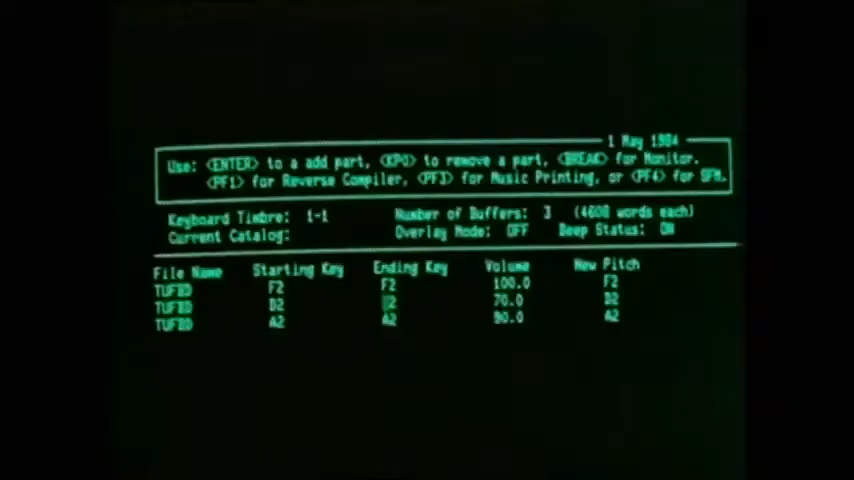 1 May 1984
Use: <ENTER> to a add part, <KP0> to remove a part, <BREAK> for Monitor.
<PF1> for Reverse Compiler, <PF3> for Music Printing, or <PF4> for SFM.
Keyboard Timbre: 1-1 Number of Buffers: 3 (4608 words each)
Current Catalog: Overlay Mode: OFF Beep Status: ON
File Name Starting Key Ending Key Volume New Pitch
F2 F2 100.0 F2
D2 70.0 D2
A2 A2 90.0 A2